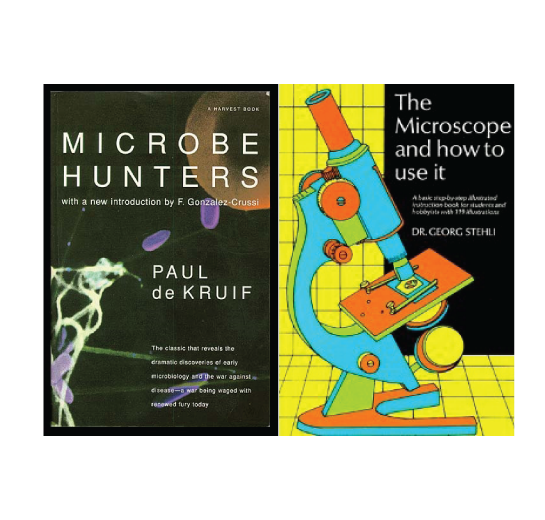 A HARVEST BOOK
MICROBE
HUNTERS
with a new introduction by F. Gonzalez-Crussi
PAUL
de KRUIF
The classic that reveals the
dramatic discoveries of early
microbiology and the war against
disease—a war being waged with
renewed fury today
The
Microscope
and how to
use it
A basic step-by-step illustrated
instruction book for students and
hobbyists with 119 illustrations
DR. GEORG STEHLI